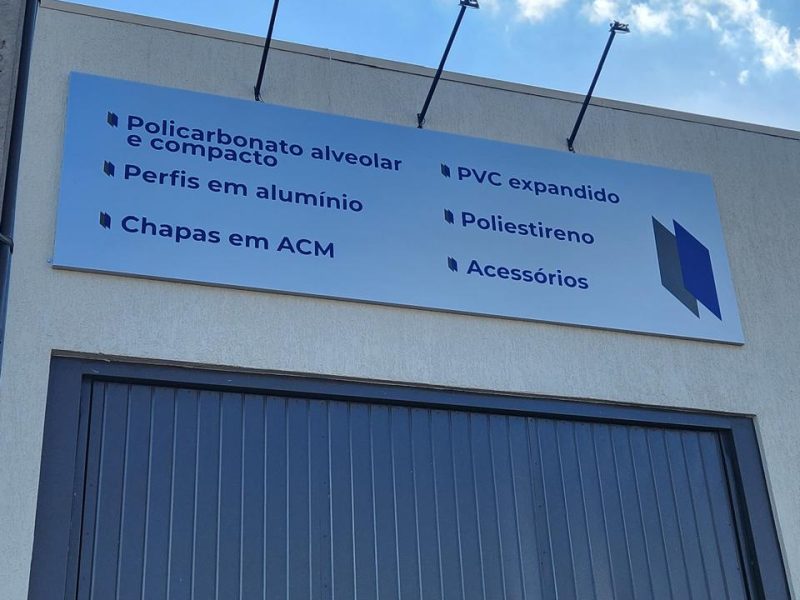 Policarbonato alveolar
e compacto
Perfis em alumínio
Chapas em ACM
PVC expandido
Poliestireno
Acessórios